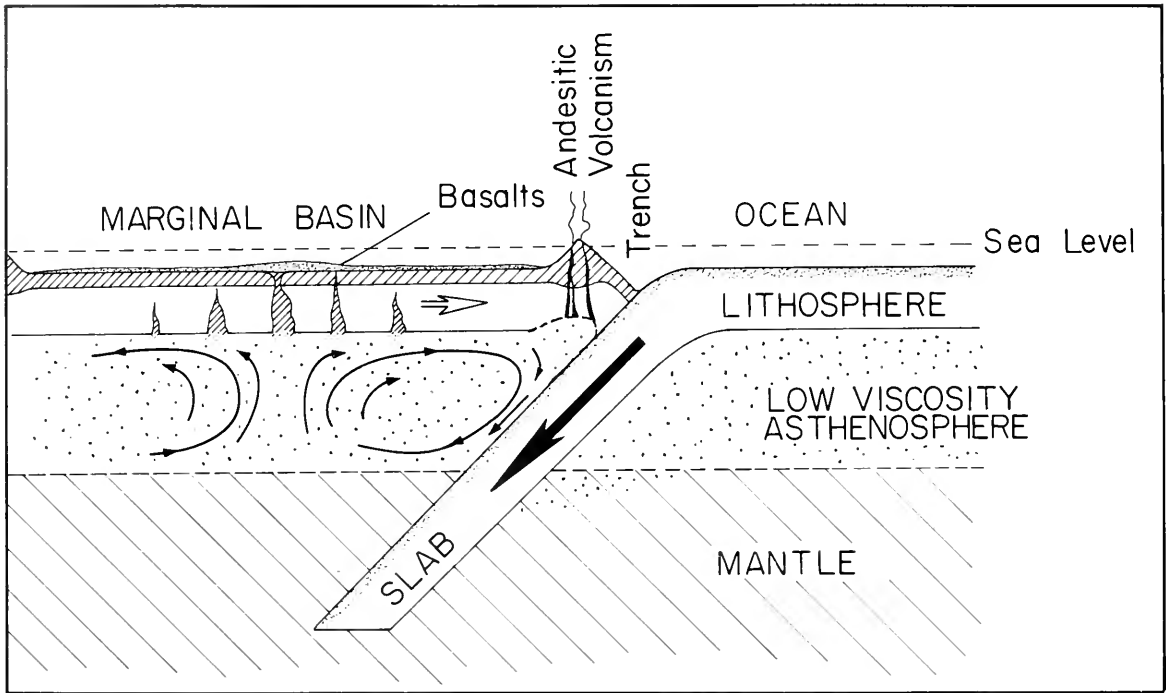 Andesitic
Volcanism
Trench
Basalts
MARGINAL BASIN
OCEAN
Sea Level
LITHOSPHERE
LOW VISCOSITY
ASTHENOSPHERE
SLAB
MANTLE